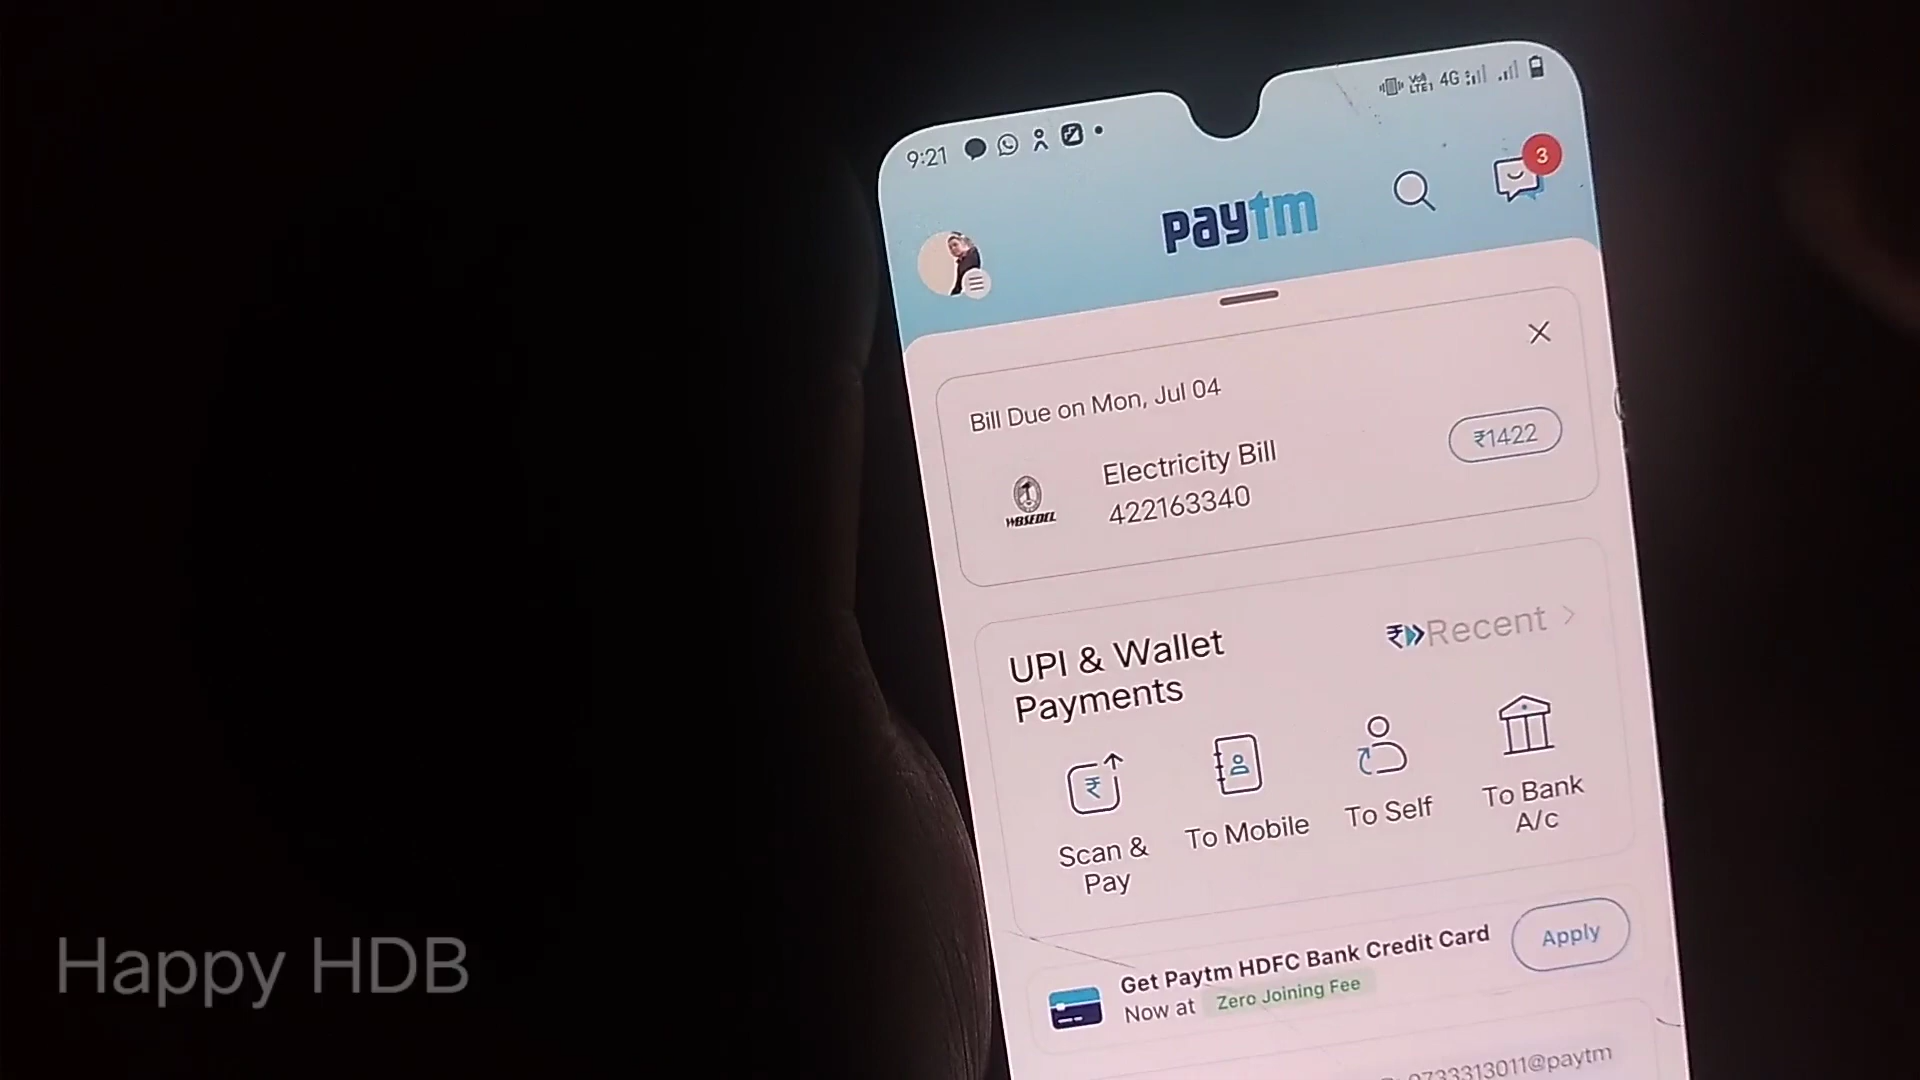 9:21
VoI
LTE1 4G
3
paytm
Bill Due on Mon, Jul 04
Electricity Bill
₹1422
422163340
WBSEDCL
UPI & Wallet
Payments
₹ Recent
Scan &
Pay
To Mobile
To Self
To Bank
A/c
Get Paytm HDFC Bank Credit Card
Now at Zero Joining Fee
Apply
Happy HDB